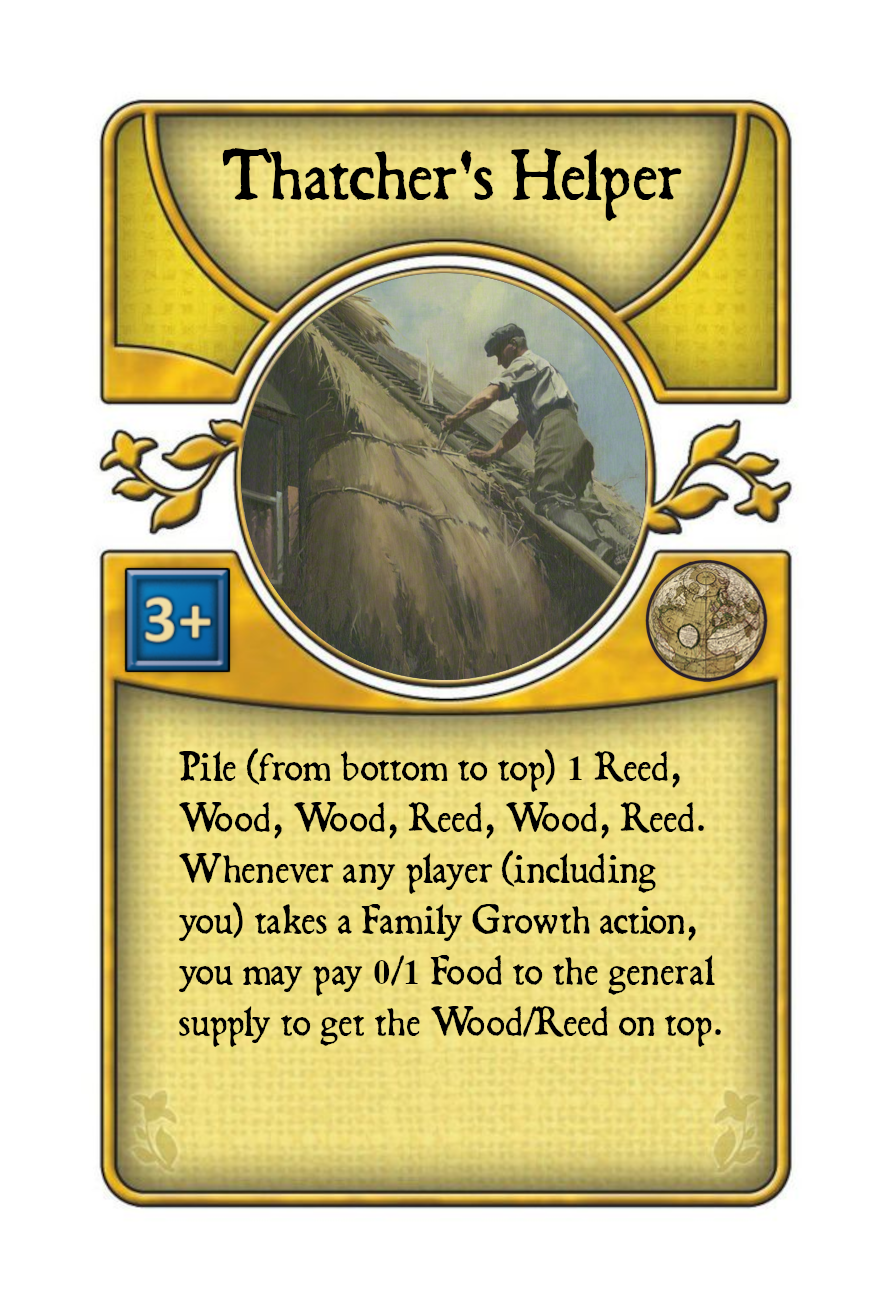 Thatcher's Helper
3+
Pile (from bottom to top) 1 Reed,
Wood, Wood, Reed, Wood, Reed.
Whenever any player (including
you) takes a Family Growth action,
you may pay 0/1 Food to the general
supply to get the Wood/Reed on top.